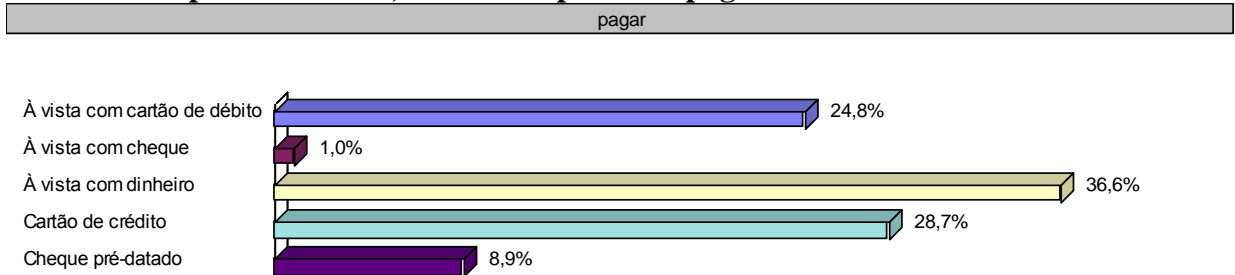 pagar
À vista com cartão de débito 24,8%
À vista com cheque 1,0%
À vista com dinheiro 36,6%
Cartão de crédito 28,7%
Cheque pré-datado 8,9%